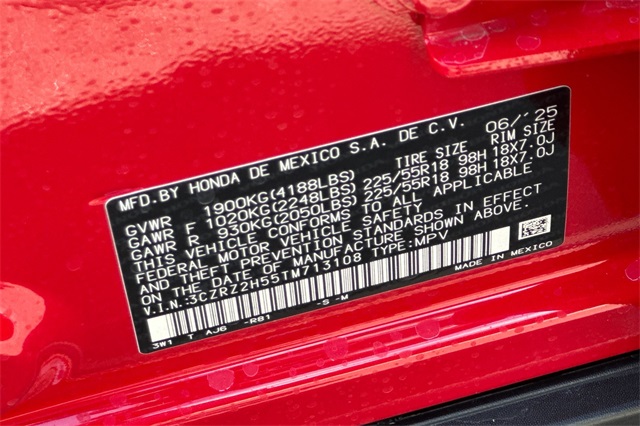 MFD.BY HONDA DE MEXICO S.A. DE C.V. 06/'25
TIRE SIZE RIM SIZE
GVWR 1900KG(4188LBS)
GAWR F 1020KG(2248LBS) 225/55R18 98H 18X7.0J
GAWR R 930KG(2050LBS) 225/55R18 98H 18X7.0J
THIS VEHICLE CONFORMS TO ALL APPLICABLE
FEDERAL MOTOR VEHICLE SAFETY, BUMPER,
AND THEFT PREVENTION STANDARDS IN EFFECT
ON THE DATE OF MANUFACTURE SHOWN ABOVE.
V.I.N.:3CZRZ2H55TM713108 TYPE:MPV
MADE IN MEXICO
3W1 T AJ6 -R81 -S -M